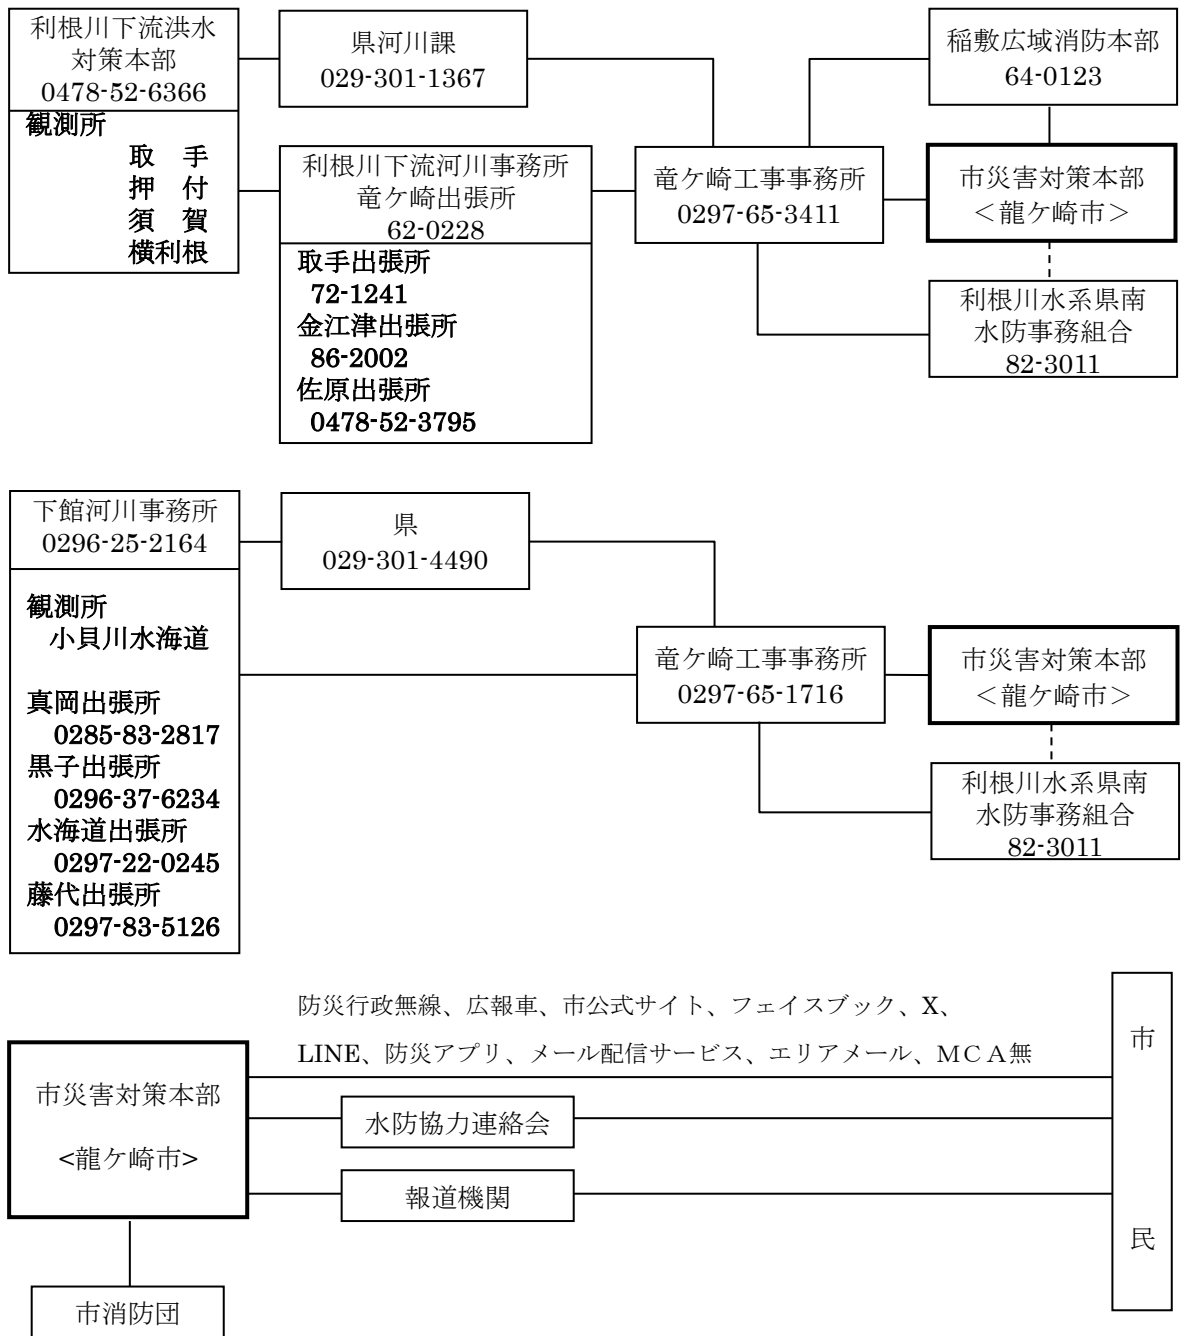 利根川下流洪水
対策本部
0478-52-6366
観測所
取　手
押　付
須　賀
横利根
県河川課
029-301-1367
利根川下流河川事務所
竜ケ崎出張所
62-0228
取手出張所
72-1241
金江津出張所
86-2002
佐原出張所
0478-52-3795
竜ケ崎工事事務所
0297-65-3411
稲敷広域消防本部
64-0123
市災害対策本部
＜龍ケ崎市＞
利根川水系県南
水防事務組合
82-3011
下館河川事務所
0296-25-2164
観測所
小貝川水海道
真岡出張所
0285-83-2817
黒子出張所
0296-37-6234
水海道出張所
0297-22-0245
藤代出張所
0297-83-5126
県
029-301-4490
竜ケ崎工事事務所
0297-65-1716
市災害対策本部
＜龍ケ崎市＞
利根川水系県南
水防事務組合
82-3011
防災行政無線、広報車、市公式サイト、フェイスブック、X、
LINE、防災アプリ、メール配信サービス、エリアメール、ＭＣＡ無
市災害対策本部
<龍ケ崎市>
水防協力連絡会
報道機関
市消防団
市
民